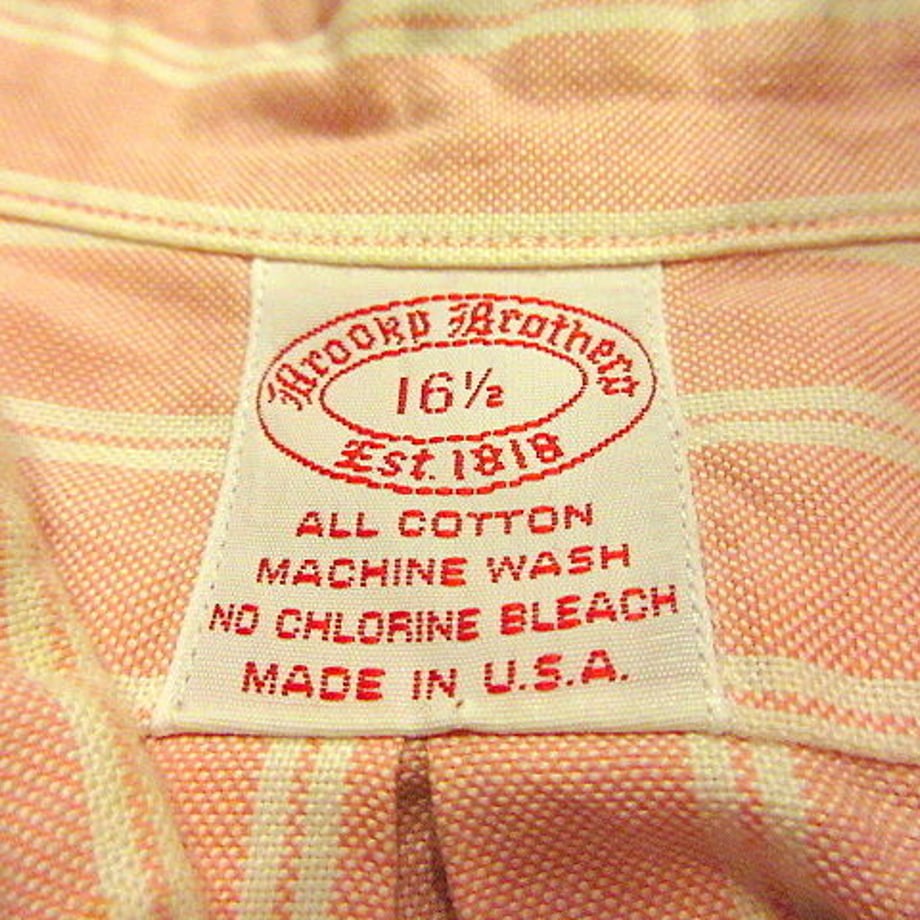 Brooks Brothers
16½
Est. 1818
ALL COTTON
MACHINE WASH
NO CHLORINE BLEACH
MADE IN U.S.A.